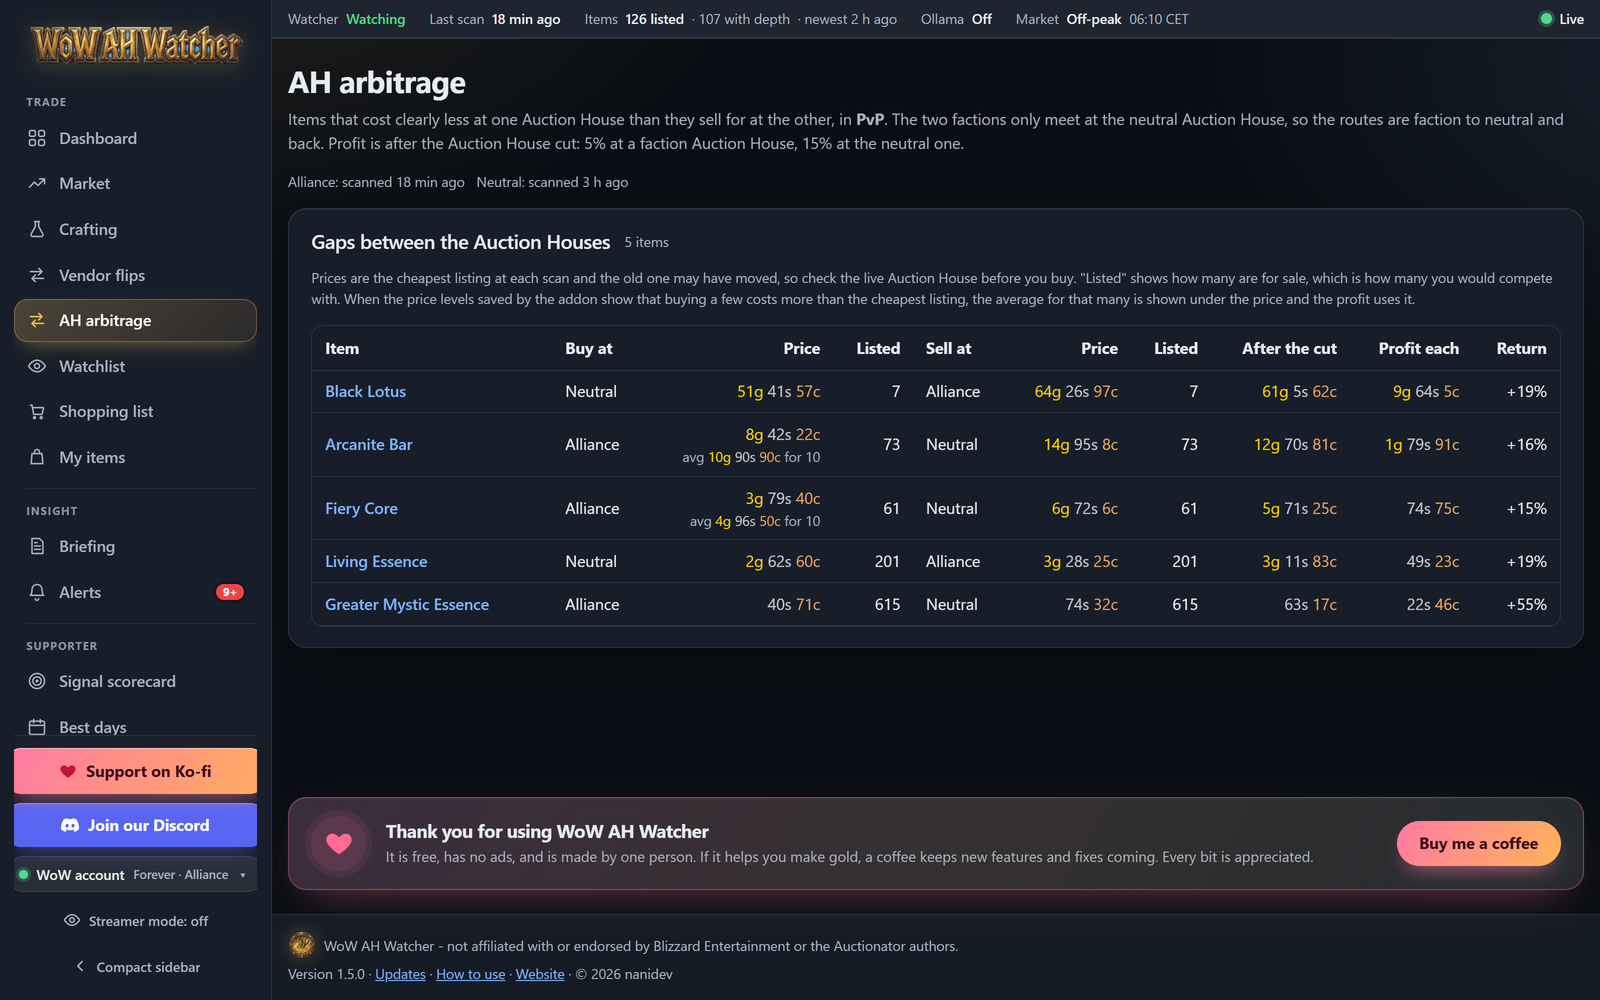 WoW AH Watcher
Watcher Watching Last scan 18 min ago Items 126 listed · 107 with depth · newest 2 h ago Ollama Off Market Off-peak 06:10 CET Live
TRADE
Dashboard
Market
Crafting
Vendor flips
AH arbitrage
Watchlist
Shopping list
My items
INSIGHT
Briefing
Alerts 9+
SUPPORTER
Signal scorecard
Best days
Support on Ko-fi
Join our Discord
WoW account Forever · Alliance ▾
Streamer mode: off
Compact sidebar
AH arbitrage
Items that cost clearly less at one Auction House than they sell for at the other, in PvP. The two factions only meet at the neutral Auction House, so the routes are faction to neutral and
back. Profit is after the Auction House cut: 5% at a faction Auction House, 15% at the neutral one.
Alliance: scanned 18 min ago Neutral: scanned 3 h ago
Gaps between the Auction Houses 5 items
Prices are the cheapest listing at each scan and the old one may have moved, so check the live Auction House before you buy. "Listed" shows how many are for sale, which is how many you would compete
with. When the price levels saved by the addon show that buying a few costs more than the cheapest listing, the average for that many is shown under the price and the profit uses it.
Item Buy at Price Listed Sell at Price Listed After the cut Profit each Return
Black Lotus Neutral 51g 41s 57c 7 Alliance 64g 26s 97c 7 61g 5s 62c 9g 64s 5c +19%
Arcanite Bar Alliance 8g 42s 22c 73 Neutral 14g 95s 8c 73 12g 70s 81c 1g 79s 91c +16%
avg 10g 90s 90c for 10
Fiery Core Alliance 3g 79s 40c 61 Neutral 6g 72s 6c 61 5g 71s 25c 74s 75c +15%
avg 4g 96s 50c for 10
Living Essence Neutral 2g 62s 60c 201 Alliance 3g 28s 25c 201 3g 11s 83c 49s 23c +19%
Greater Mystic Essence Alliance 40s 71c 615 Neutral 74s 32c 615 63s 17c 22s 46c +55%
Thank you for using WoW AH Watcher
It is free, has no ads, and is made by one person. If it helps you make gold, a coffee keeps new features and fixes coming. Every bit is appreciated.
Buy me a coffee
WoW AH Watcher - not affiliated with or endorsed by Blizzard Entertainment or the Auctionator authors.
Version 1.5.0 · Updates · How to use · Website · © 2026 nanidev